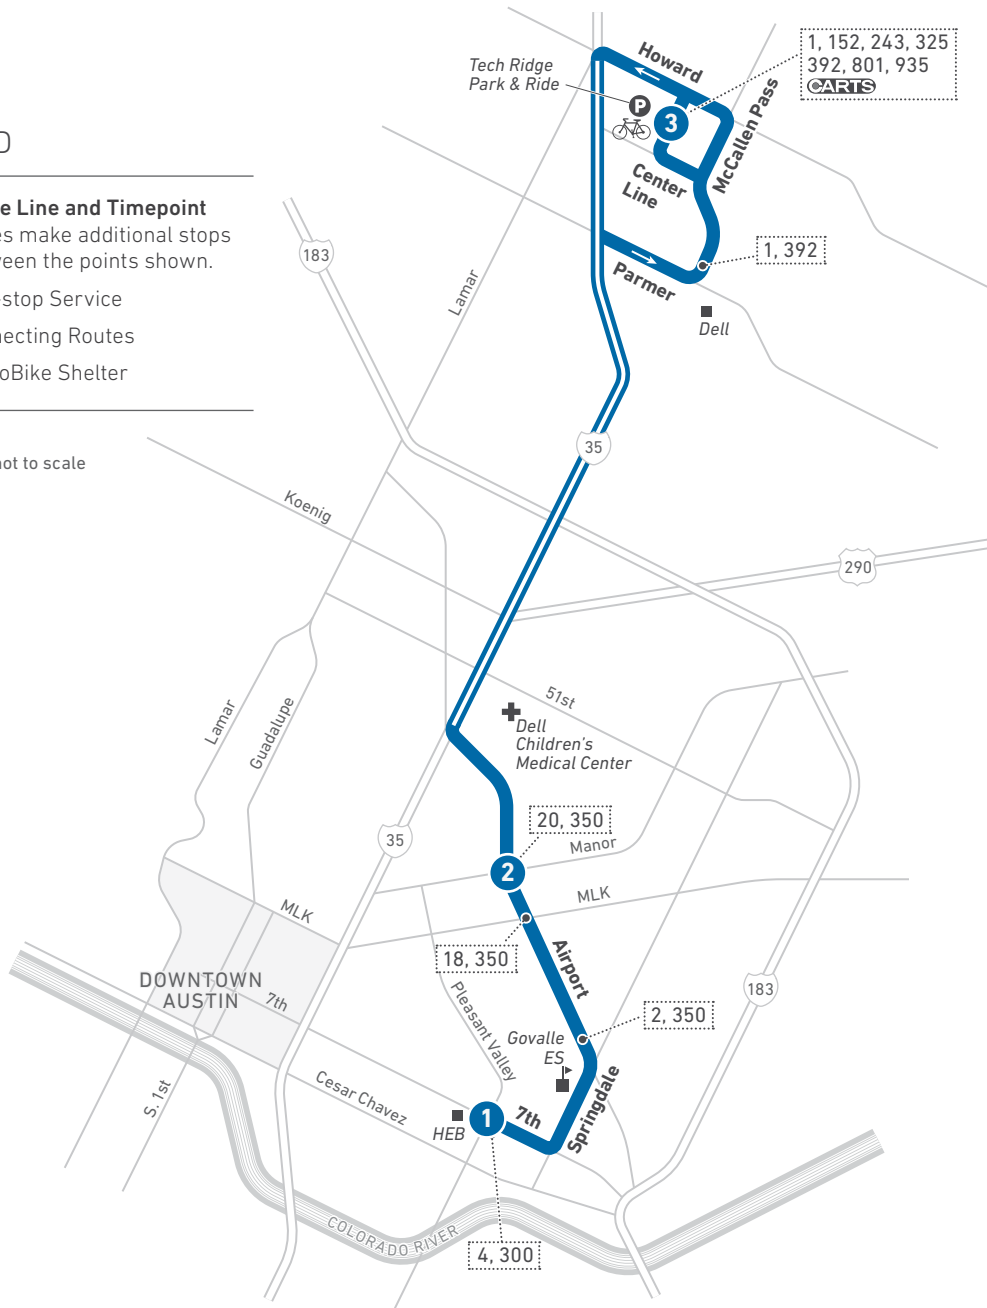 D
e Line and Timepoint
es make additional stops
ween the points shown.
-stop Service
necting Routes
oBike Shelter
not to scale
Howard
Tech Ridge
Park & Ride
P
3
1, 152, 243, 325
392, 801, 935
CARTS
McCallen Pass
Center
Line
1, 392
Parmer
Dell
183
Lamar
35
Koenig
290
51st
Dell
Children's
Medical Center
Lamar
Guadalupe
20, 350
Manor
35
2
MLK
MLK
18, 350
Airport
DOWNTOWN
AUSTIN
7th
Pleasant Valley
183
2, 350
Govalle
ES
Springdale
S. 1st
Cesar Chavez
HEB
1
7th
COLORADO RIVER
4, 300